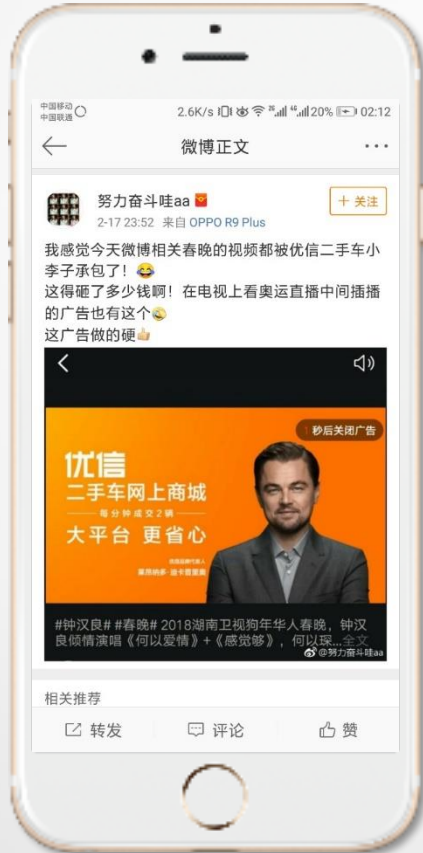 中国移动
中国联通
2.6K/s 20% 02:12
微博正文
努力奋斗哇aa
+ 关注
2-17 23:52 来自 OPPO R9 Plus
我感觉今天微博相关春晚的视频都被优信二手车小
李子承包了！
这得砸了多少钱啊！在电视上看奥运直播中间插播
的广告也有这个
这广告做的硬
秒后关闭广告
优信
二手车网上商城
每分钟成交2辆
大平台 更省心
莱昂纳多·迪卡普里奥
#钟汉良# #春晚# 2018湖南卫视狗年华人春晚，钟汉
良倾情演唱《何以爱情》+《感觉够》，何以琛...全文
@努力奋斗哇aa
相关推荐
转发
评论
赞